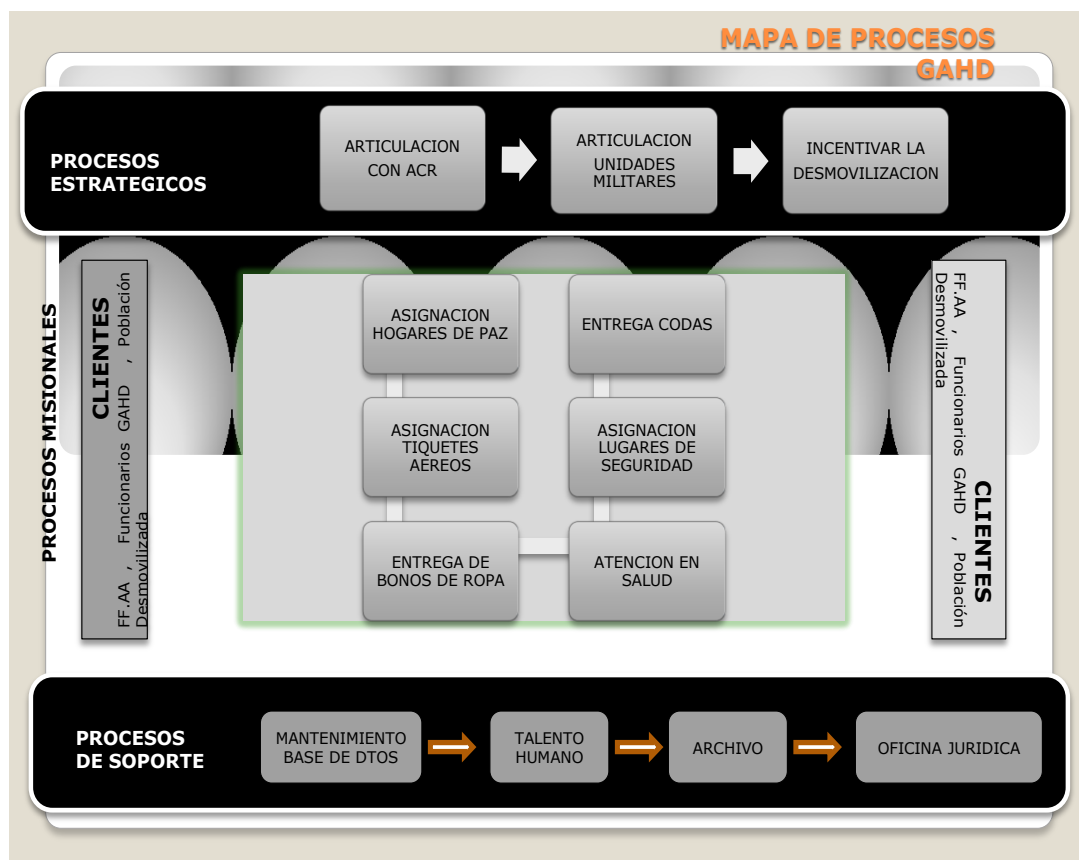 MAPA DE PROCESOS
GAHD
PROCESOS
ESTRATEGICOS
ARTICULACION
CON ACR
ARTICULACION
UNIDADES
MILITARES
INCENTIVAR LA
DESMOVILIZACION
PROCESOS MISIONALES
CLIENTES
FF.AA , Funcionarios GAHD , Población
Desmovilizada
ASIGNACION
HOGARES DE PAZ
ENTREGA CODAS
ASIGNACION
TIQUETES
AEREOS
ASIGNACION
LUGARES DE
SEGURIDAD
ENTREGA DE
BONOS DE ROPA
ATENCION EN
SALUD
CLIENTES
FF.AA , Funcionarios GAHD , Población
Desmovilizada
PROCESOS
DE SOPORTE
MANTENIMIENTO
BASE DE DTOS
TALENTO
HUMANO
ARCHIVO
OFICINA JURIDICA